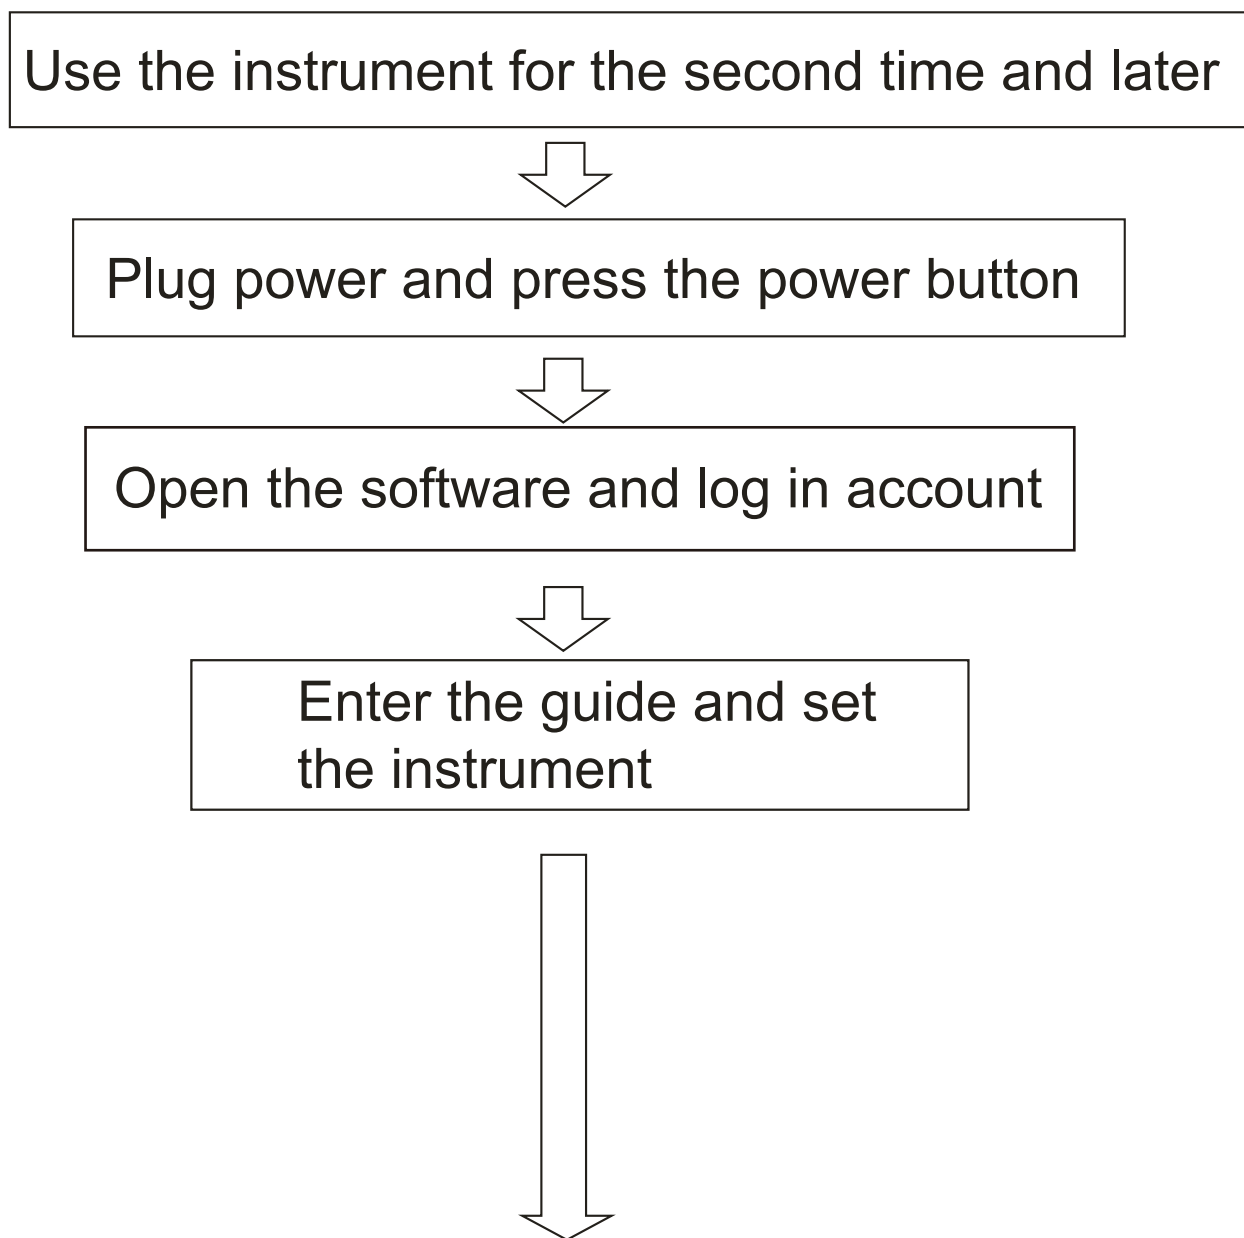 Use the instrument for the second time and later
Plug power and press the power button
Open the software and log in account
Enter the guide and set
the instrument